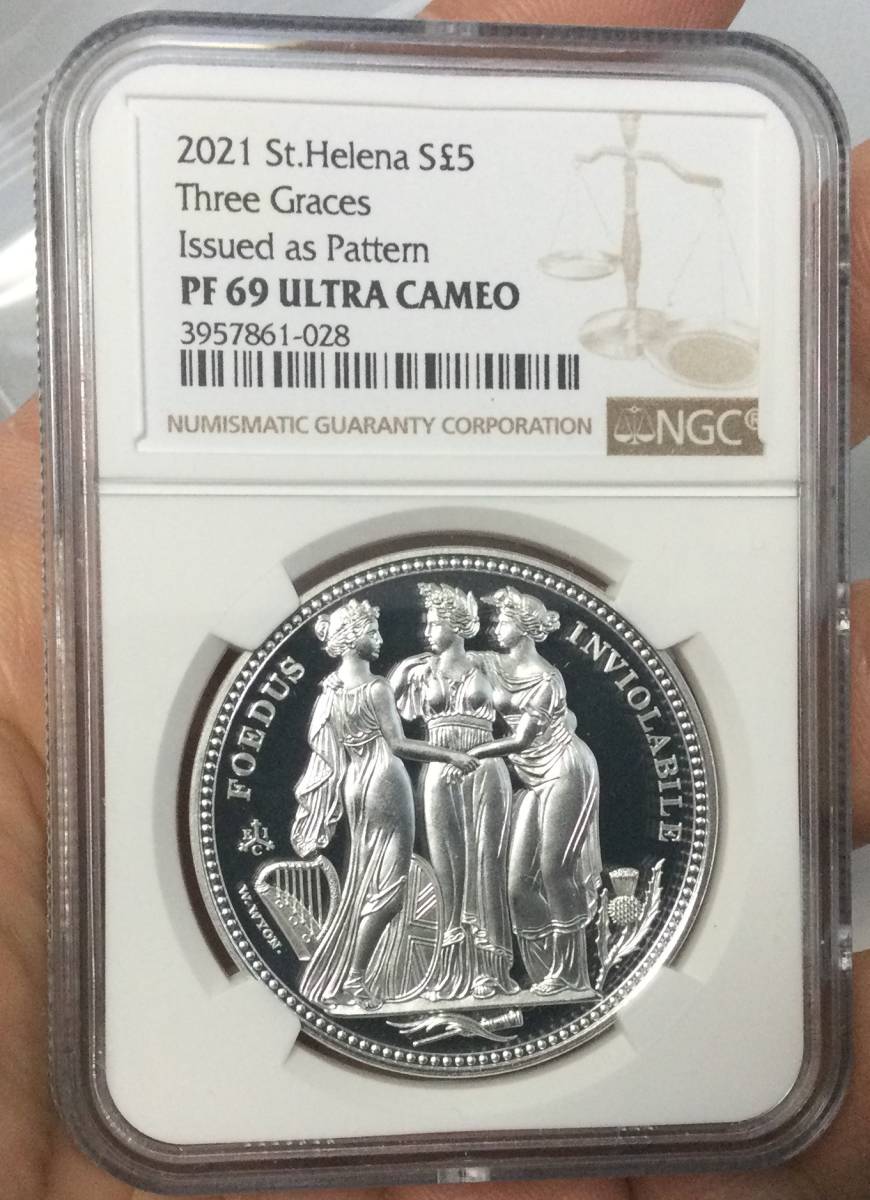 2021 St.Helena S£5
Three Graces
Issued as Pattern
PF 69 ULTRA CAMEO
3957861-028
NUMISMATIC GUARANTY CORPORATION
NGC®
FOEDUS
INVIOLABILE
E I C
W.WYON.